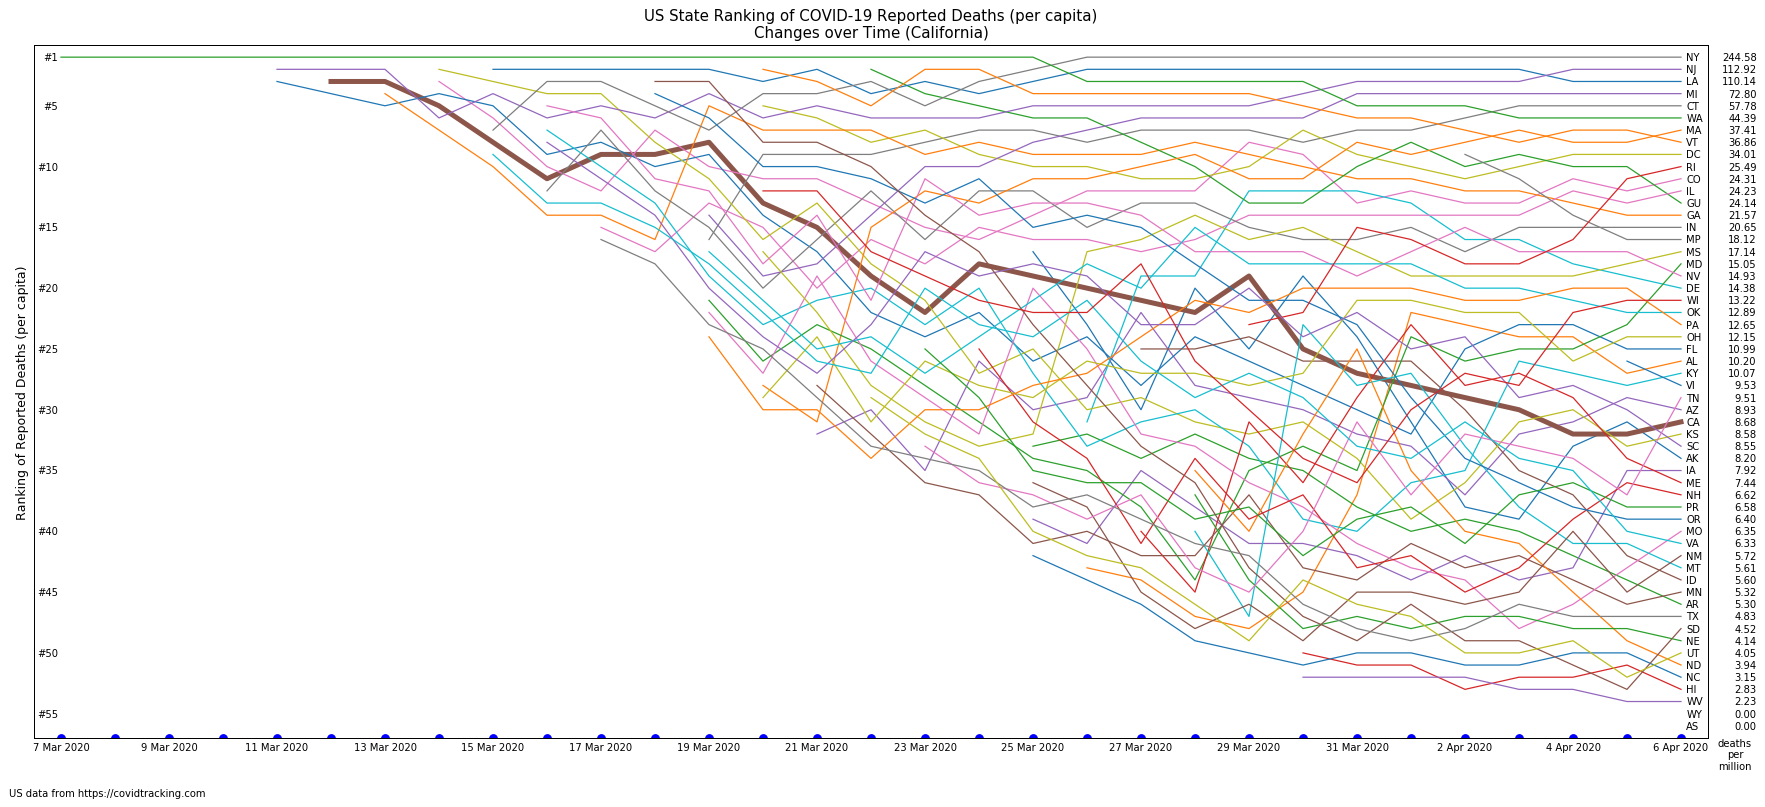 US State Ranking of COVID-19 Reported Deaths (per capita)
Changes over Time (California)
Ranking of Reported Deaths (per capita)
#1
#5
#10
#15
#20
#25
#30
#35
#40
#45
#50
#55
NY 244.58
NJ 112.92
LA 110.14
MI 72.80
CT 57.78
WA 44.39
MA 37.41
VT 36.86
DC 34.01
RI 25.49
CO 24.31
IL 24.23
GU 24.14
GA 21.57
IN 20.65
MP 18.12
MS 17.14
MD 15.05
NV 14.93
DE 14.38
WI 13.22
OK 12.89
PA 12.65
OH 12.15
FL 10.99
AL 10.20
KY 10.07
VI 9.53
TN 9.51
AZ 8.93
CA 8.68
KS 8.58
SC 8.55
AK 8.20
IA 7.92
ME 7.44
NH 6.62
PR 6.58
OR 6.40
MO 6.35
VA 6.33
NM 5.72
MT 5.61
ID 5.60
MN 5.32
AR 5.30
TX 4.83
SD 4.52
NE 4.14
UT 4.05
ND 3.94
NC 3.15
HI 2.83
WV 2.23
WY 0.00
AS 0.00
7 Mar 2020 9 Mar 2020 11 Mar 2020 13 Mar 2020 15 Mar 2020 17 Mar 2020 19 Mar 2020 21 Mar 2020 23 Mar 2020 25 Mar 2020 27 Mar 2020 29 Mar 2020 31 Mar 2020 2 Apr 2020 4 Apr 2020 6 Apr 2020
deaths
per
million
US data from https://covidtracking.com